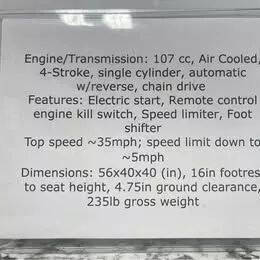 Engine/Transmission: 107 cc, Air Cooled,
4-Stroke, single cylinder, automatic
w/reverse, chain drive
Features: Electric start, Remote control
engine kill switch, Speed limiter, Foot
shifter
Top speed ~35mph; speed limit down to
~5mph
Dimensions: 56x40x40 (in), 16in footres
to seat height, 4.75in ground clearance,
235lb gross weight